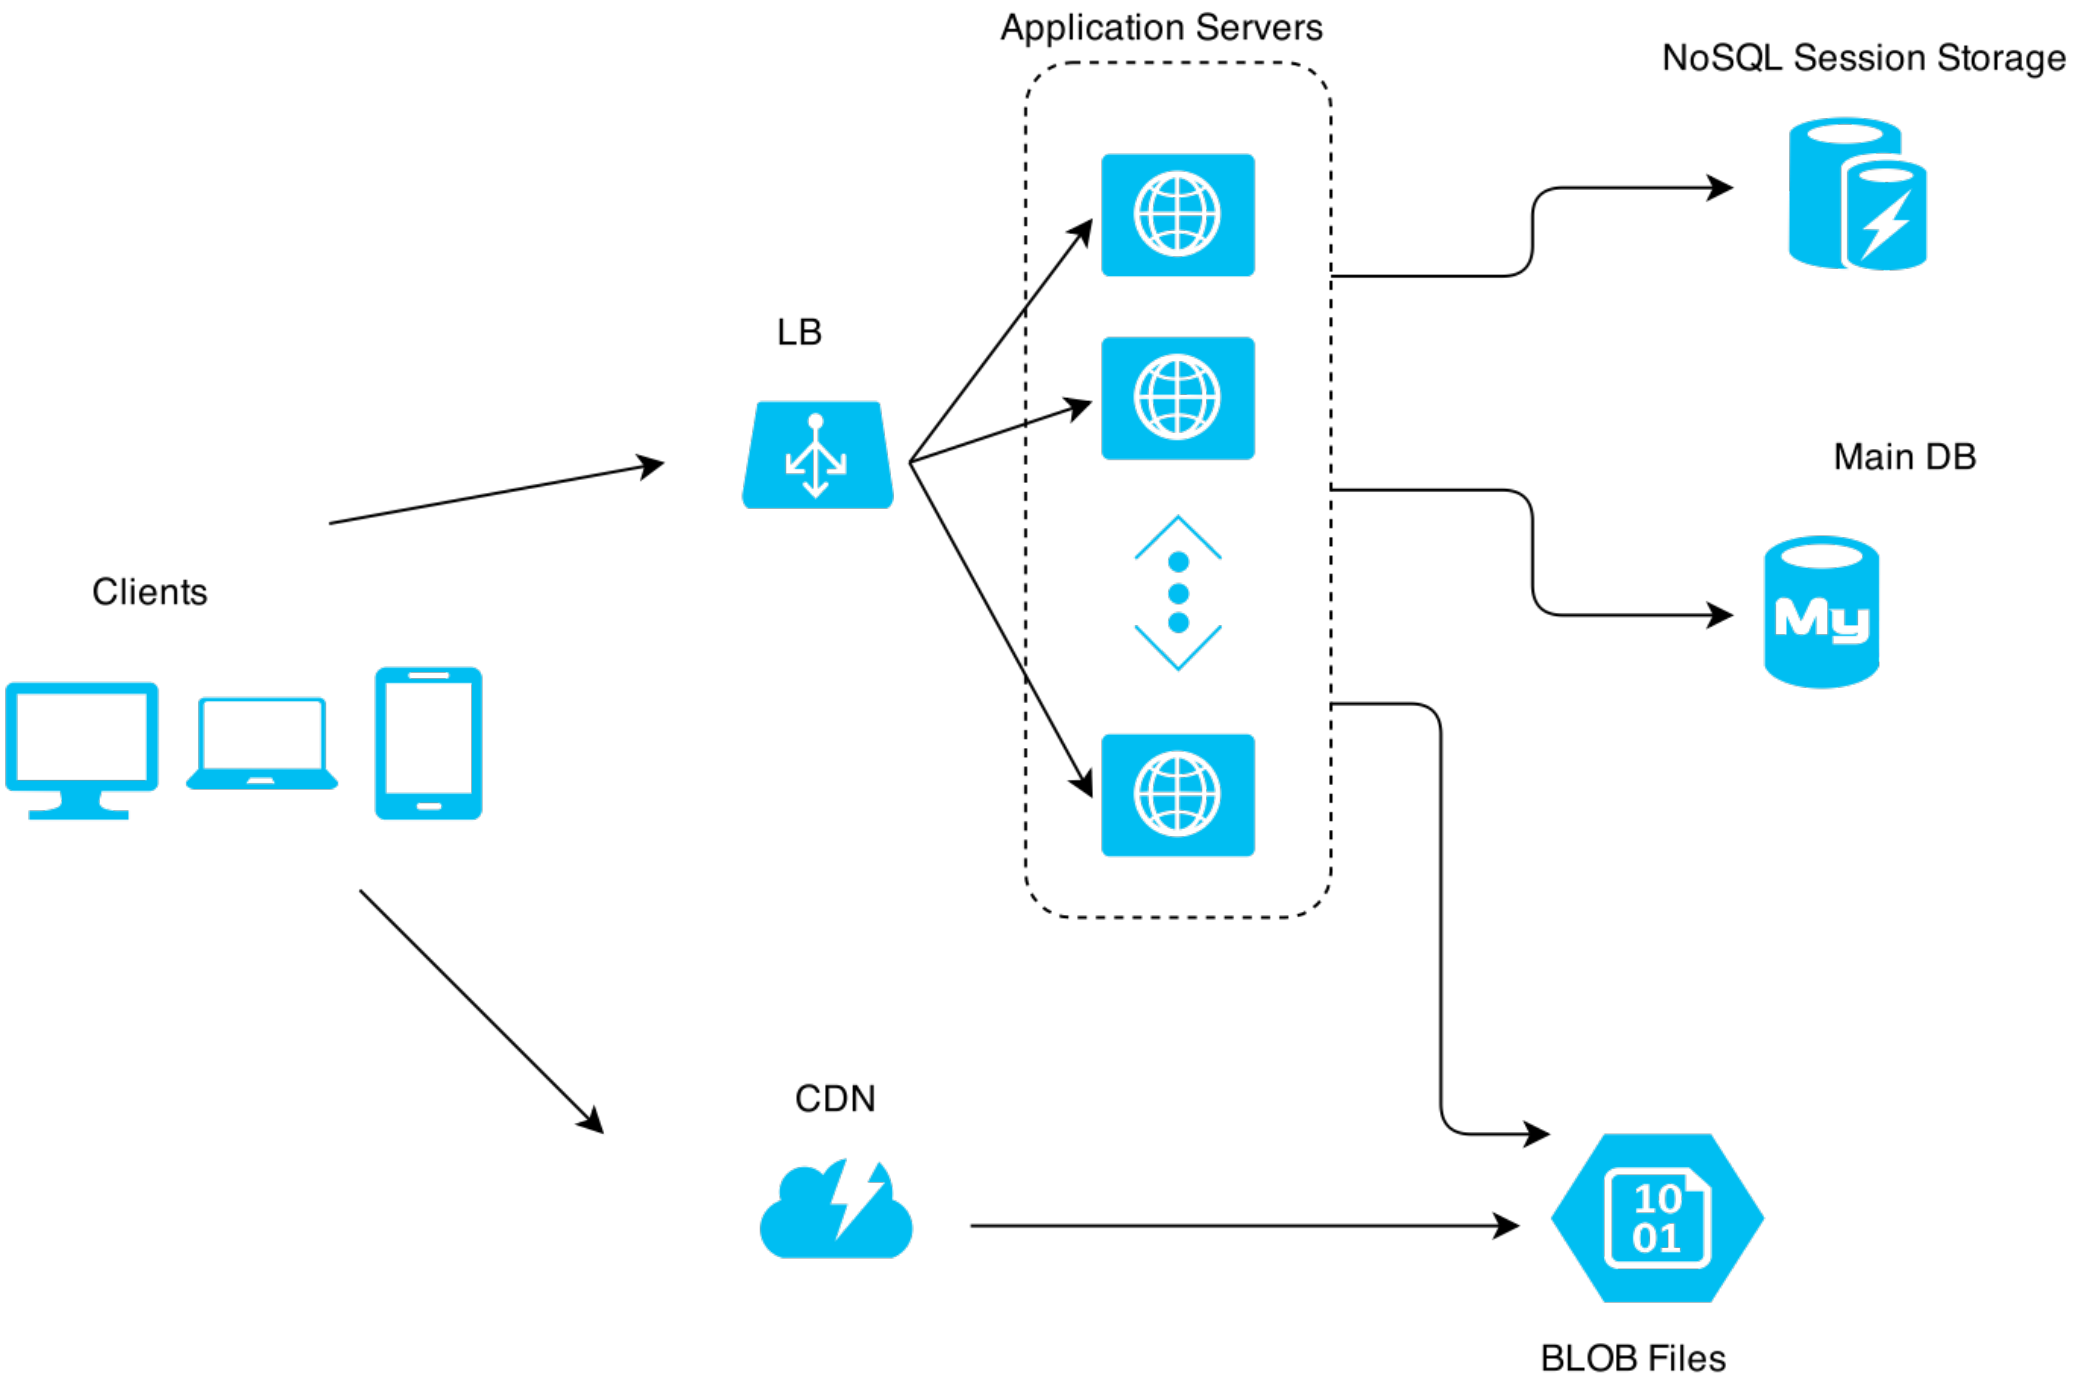 Application Servers
NoSQL Session Storage
LB
Main DB
My
Clients
CDN
10
01
BLOB Files